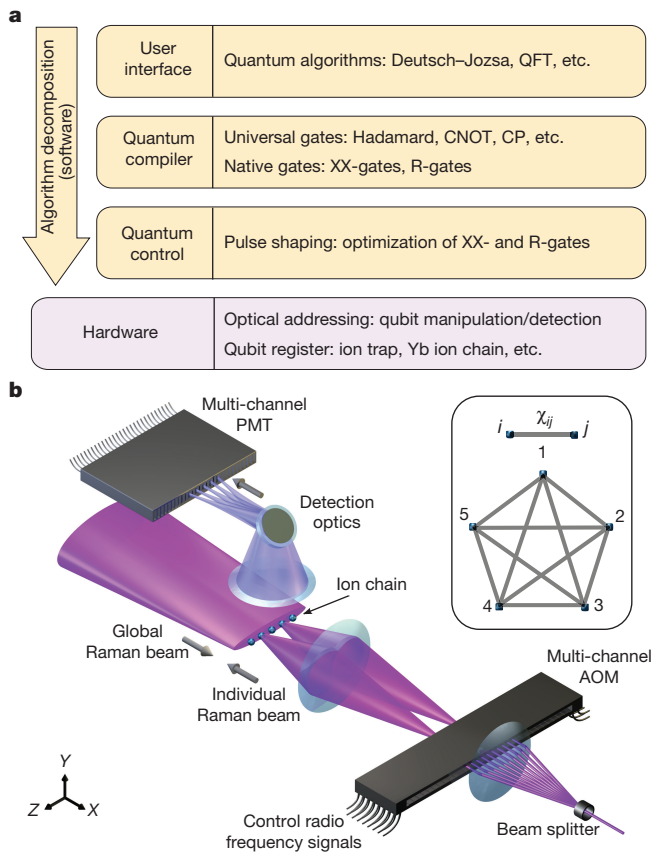 a
Algorithm decomposition
(software)
User
interface
Quantum algorithms: Deutsch–Jozsa, QFT, etc.
Quantum
compiler
Universal gates: Hadamard, CNOT, CP, etc.
Native gates: XX-gates, R-gates
Quantum
control
Pulse shaping: optimization of XX- and R-gates
Hardware
Optical addressing: qubit manipulation/detection
Qubit register: ion trap, Yb ion chain, etc.
b
Multi-channel
PMT
Detection
optics
Ion chain
Global
Raman beam
Individual
Raman beam
i χij j
1
5
2
4
3
Multi-channel
AOM
Y
Z
X
Control radio
frequency signals
Beam splitter